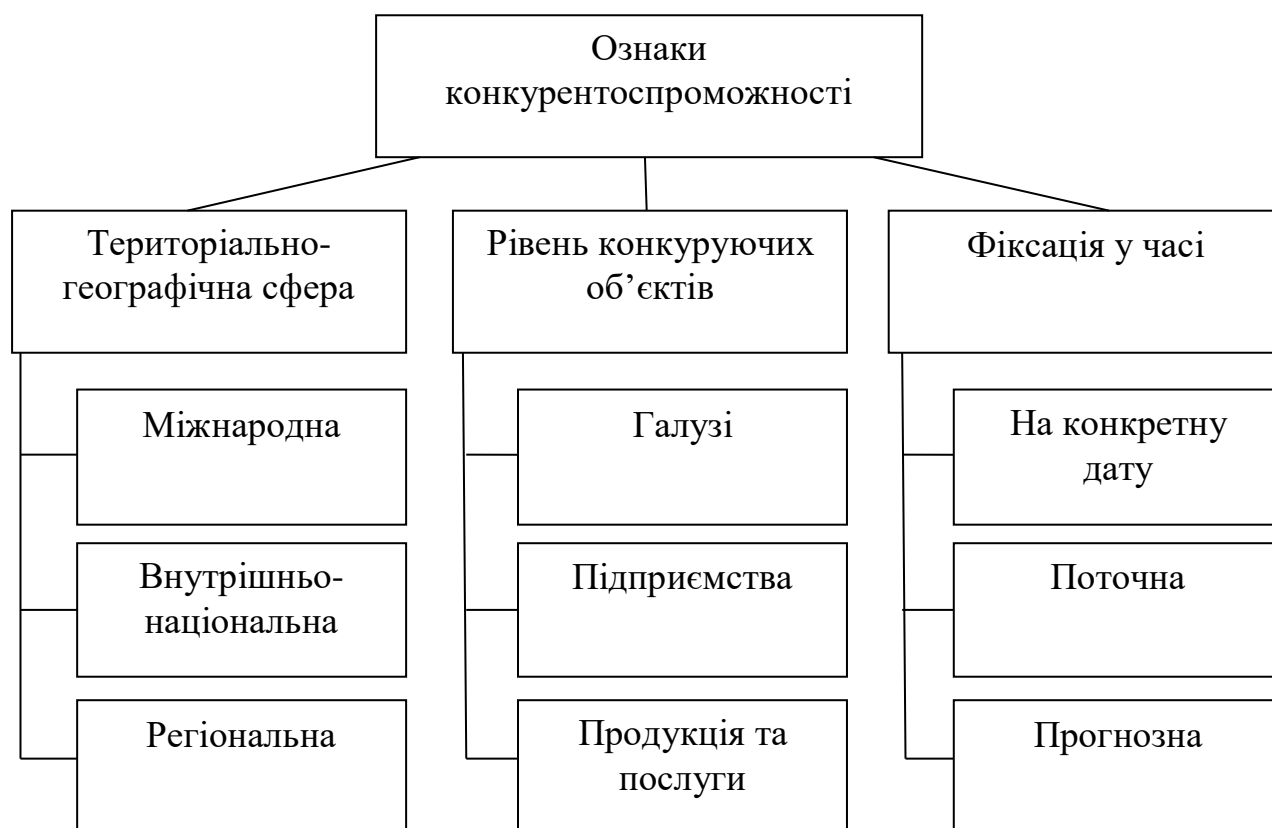 Ознаки
конкурентоспроможності
Територіально-
географічна сфера
Рівень конкуруючих
об’єктів
Фіксація у часі
Міжнародна
Галузі
На конкретну
дату
Внутрішньо-
національна
Підприємства
Поточна
Регіональна
Продукція та
послуги
Прогнозна